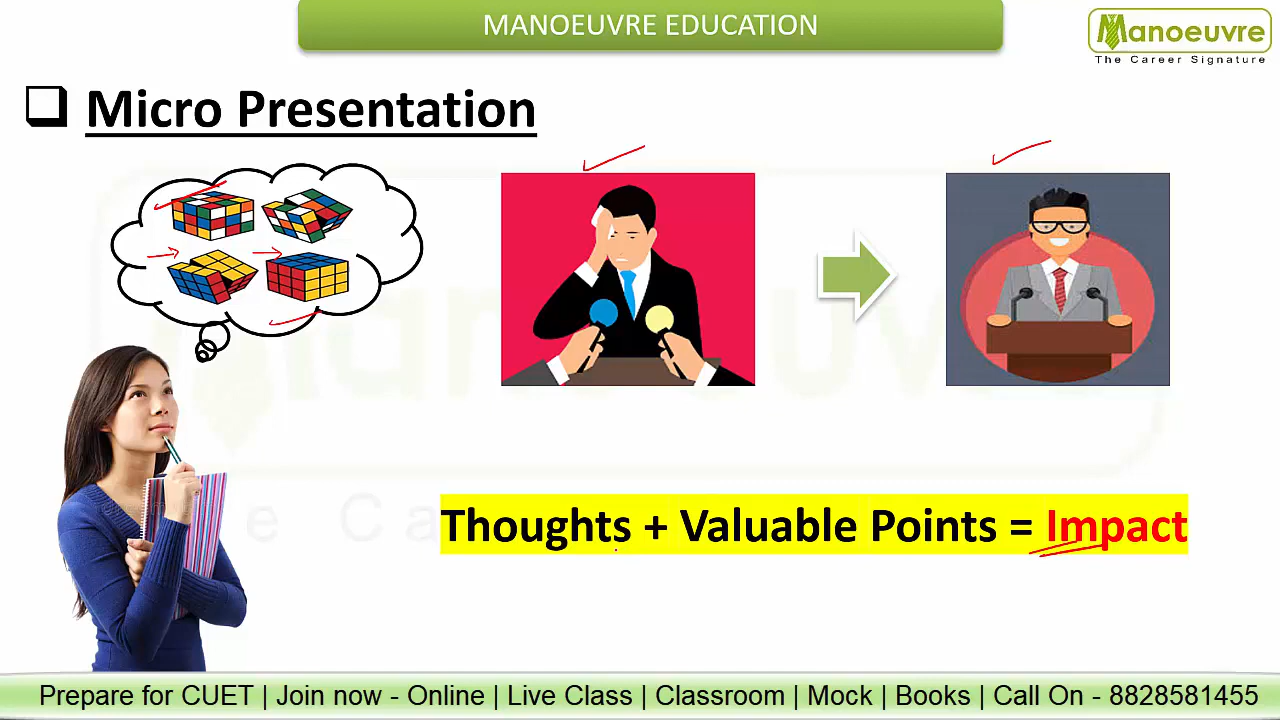 MANOEUVRE EDUCATION
Manoeuvre
The Career Signature
Micro Presentation
Thoughts + Valuable Points = Impact
Prepare for CUET | Join now - Online | Live Class | Classroom | Mock | Books | Call On - 8828581455